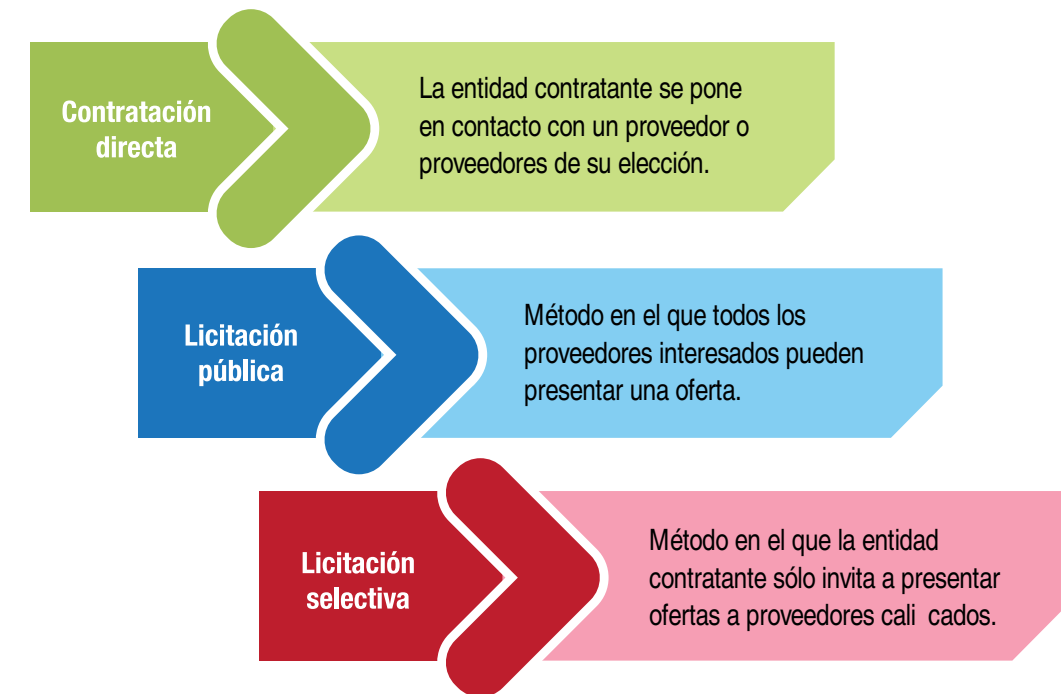 Contratación
directa
La entidad contratante se pone
en contacto con un proveedor o
proveedores de su elección.
Licitación
pública
Método en el que todos los
proveedores interesados pueden
presentar una oferta.
Licitación
selectiva
Método en el que la entidad
contratante sólo invita a presentar
ofertas a proveedores cali cados.